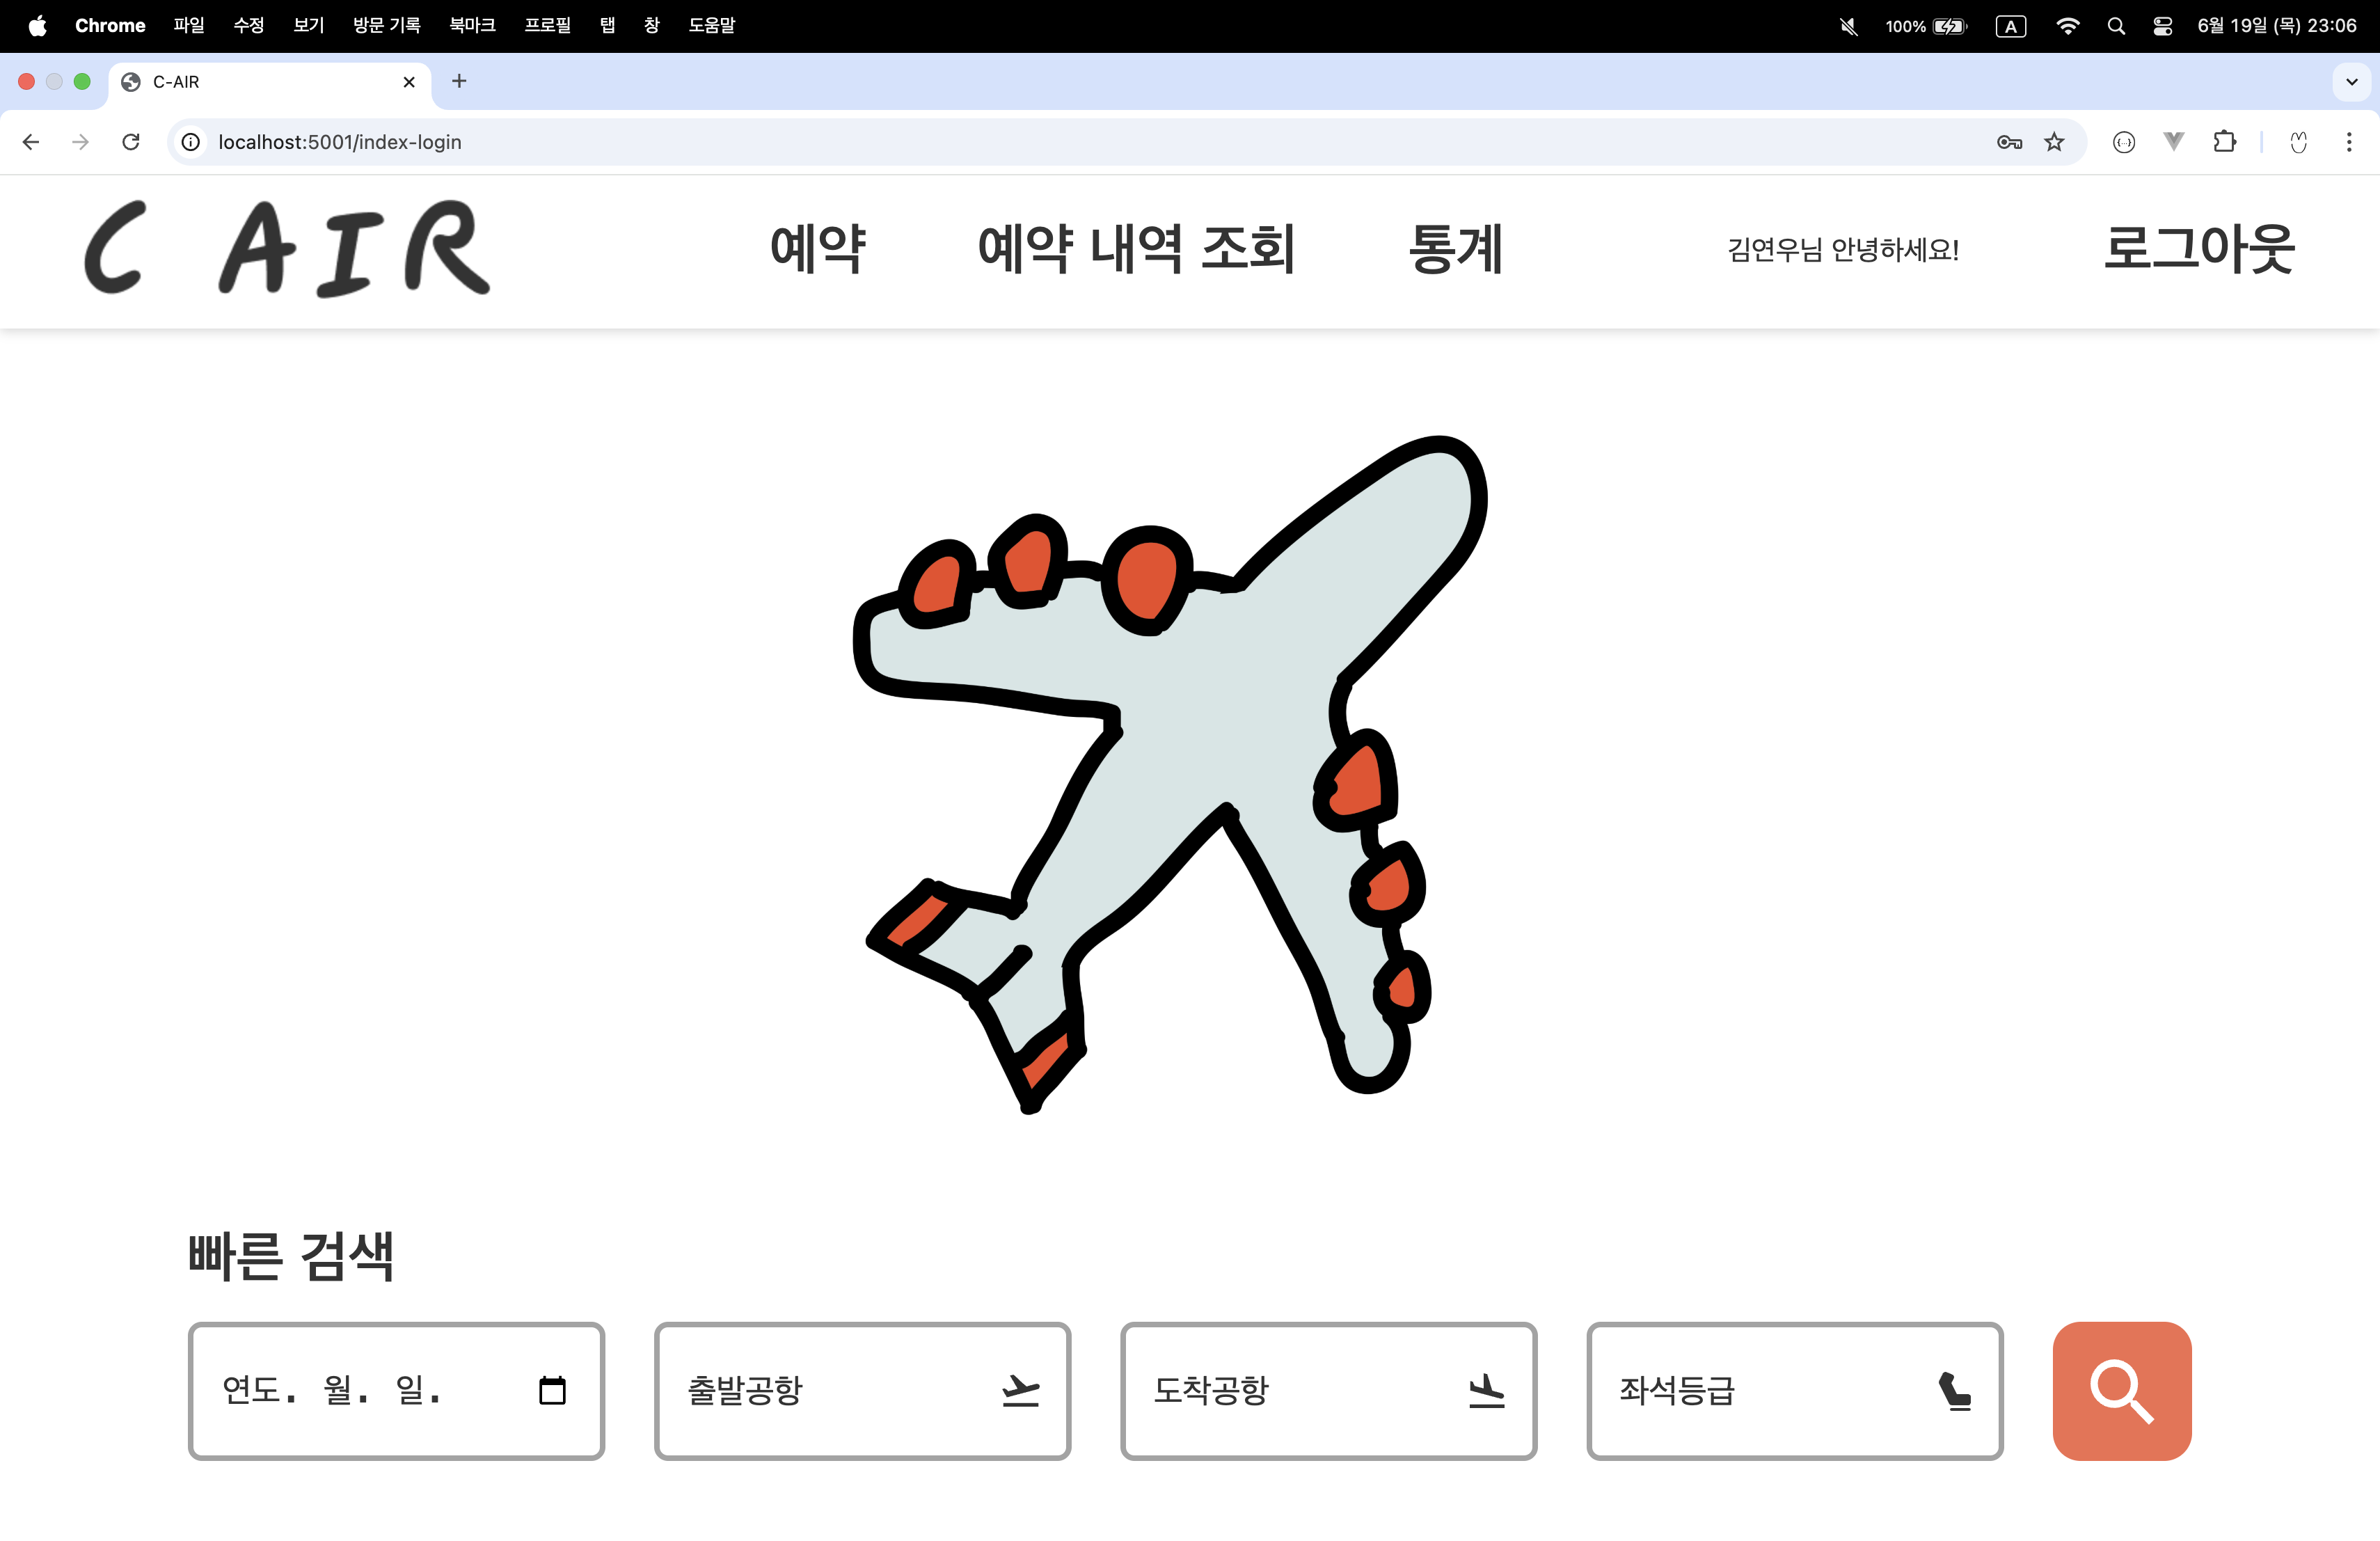 Chrome 파일 수정 보기 방문 기록 북마크 프로필 탭 창 도움말 100% A 6월 19일 (목) 23:06
C-AIR
localhost:5001/index-login
C AIR 예약 예약 내역 조회 통계 김연우님 안녕하세요! 로그아웃
빠른 검색
연도. 월. 일. 출발공항 도착공항 좌석등급